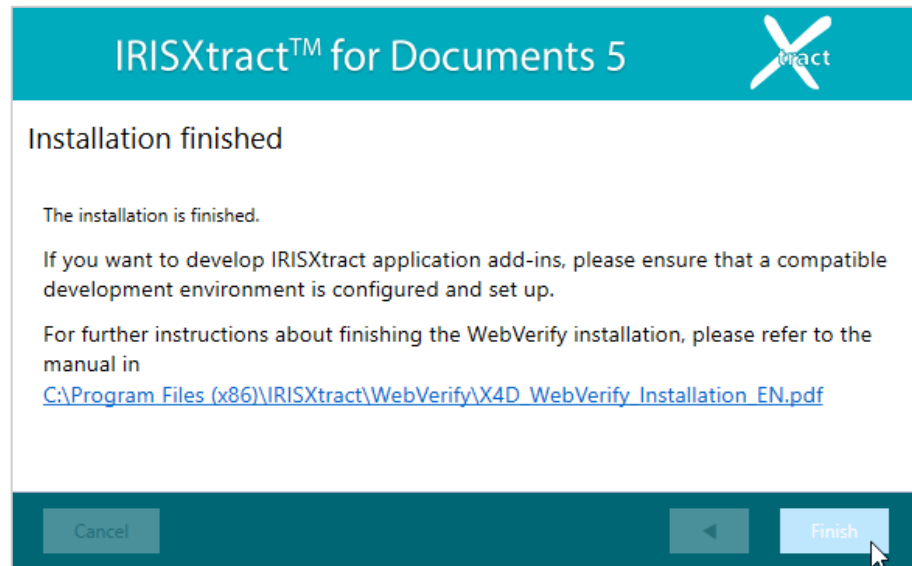 IRISXtract™ for Documents 5
Xtract
Installation finished
The installation is finished.
If you want to develop IRISXtract application add-ins, please ensure that a compatible
development environment is configured and set up.
For further instructions about finishing the WebVerify installation, please refer to the
manual in
C:\Program Files (x86)\IRISXtract\WebVerify\X4D_WebVerify_Installation_EN.pdf
Cancel
Finish